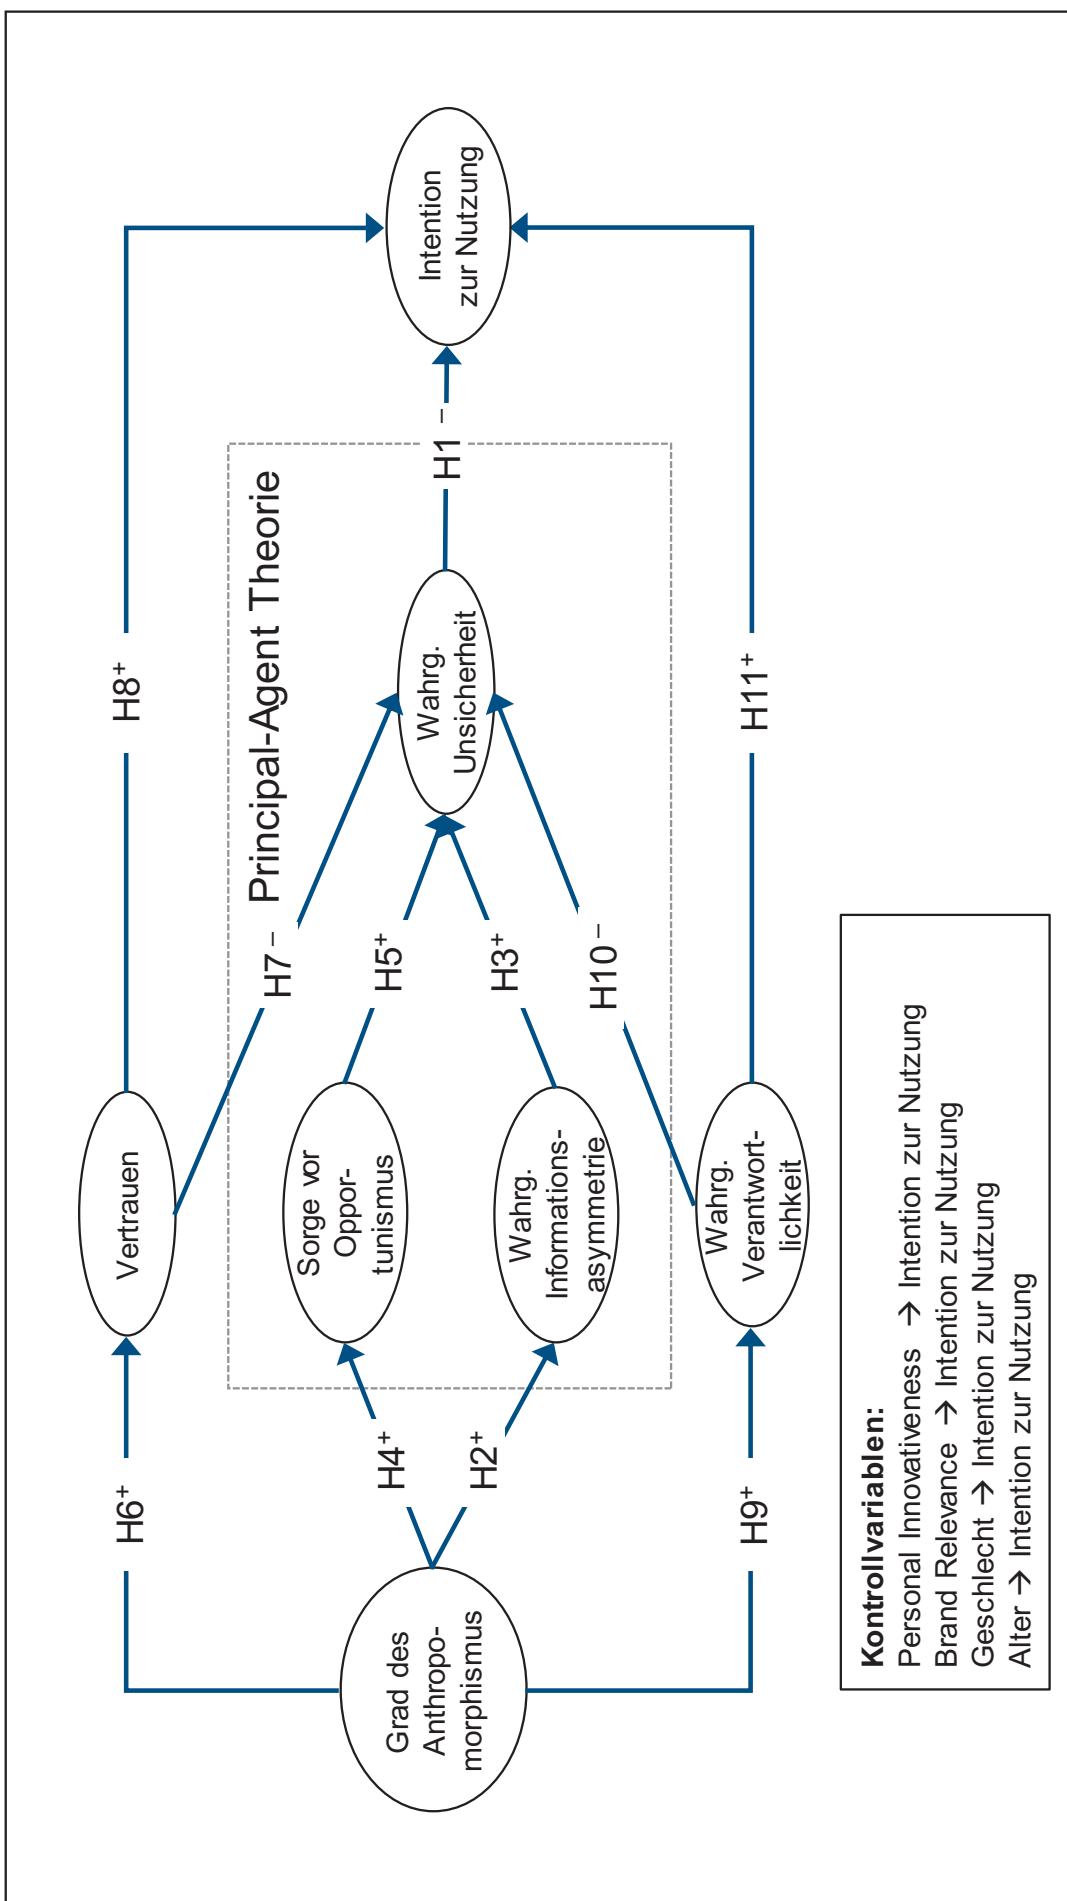 Grad des
Anthropo-
morphismus
H6⁺
H4⁺
H2⁺
H9⁺
Vertrauen
Sorge vor
Oppor-
tunismus
Wahrg.
Informations-
asymmetrie
Wahrg.
Verantwort-
lichkeit
Principal-Agent Theorie
H7⁻
H5⁺
H3⁺
H10⁻
Wahrg.
Unsicherheit
H8⁺
H1⁻
H11⁺
Intention
zur Nutzung
Kontrollvariablen:
Personal Innovativeness → Intention zur Nutzung
Brand Relevance → Intention zur Nutzung
Geschlecht → Intention zur Nutzung
Alter → Intention zur Nutzung